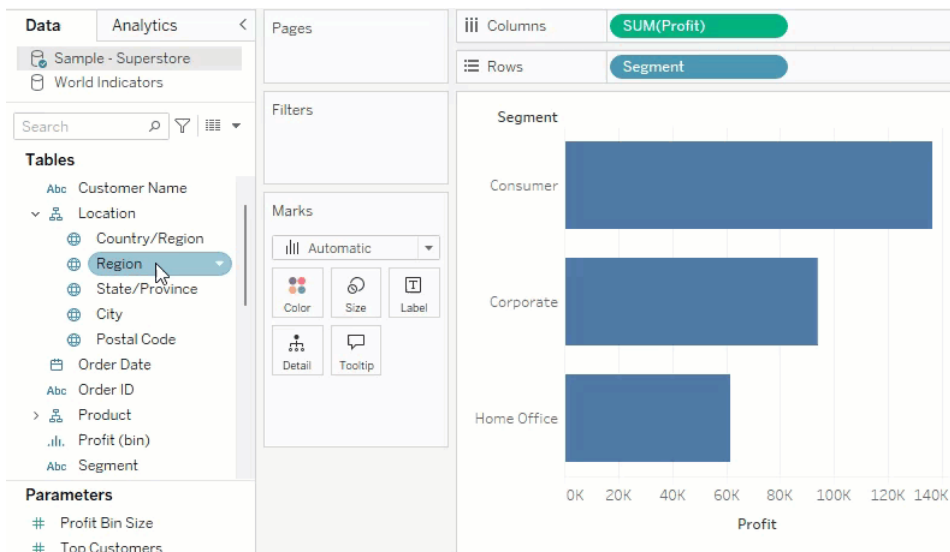 Data Analytics
Sample - Superstore
World Indicators
Search
Tables
Abc Customer Name
Location
Country/Region
Region
State/Province
City
Postal Code
Order Date
Abc Order ID
Product
Profit (bin)
Abc Segment
Parameters
# Profit Bin Size
# Top Customers
Pages
Filters
Marks
Automatic
Color Size Label
Detail Tooltip
Columns SUM(Profit)
Rows Segment
Segment
Consumer
Corporate
Home Office
0K 20K 40K 60K 80K 100K 120K 140K
Profit